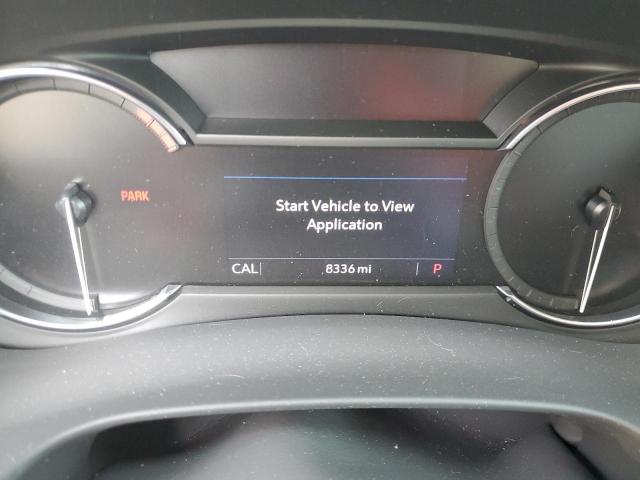 PARK
Start Vehicle to View
Application
CAL 8336 mi P